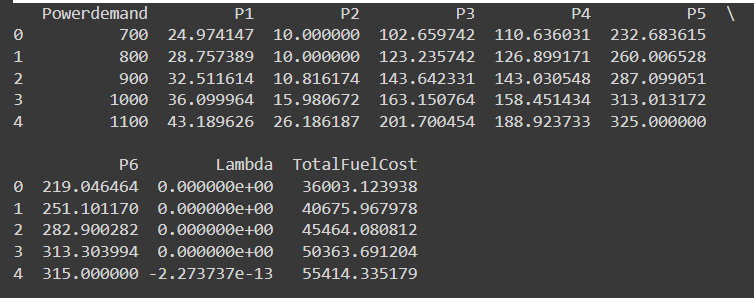 Powerdemand P1 P2 P3 P4 P5 \
0 700 24.974147 10.000000 102.659742 110.636031 232.683615
1 800 28.757389 10.000000 123.235742 126.899171 260.006528
2 900 32.511614 10.816174 143.642331 143.030548 287.099051
3 1000 36.099964 15.980672 163.150764 158.451434 313.013172
4 1100 43.189626 26.186187 201.700454 188.923733 325.000000
P6 Lambda TotalFuelCost
0 219.046464 0.000000e+00 36003.123938
1 251.101170 0.000000e+00 40675.967978
2 282.900282 0.000000e+00 45464.080812
3 313.303994 0.000000e+00 50363.691204
4 315.000000 -2.273737e-13 55414.335179